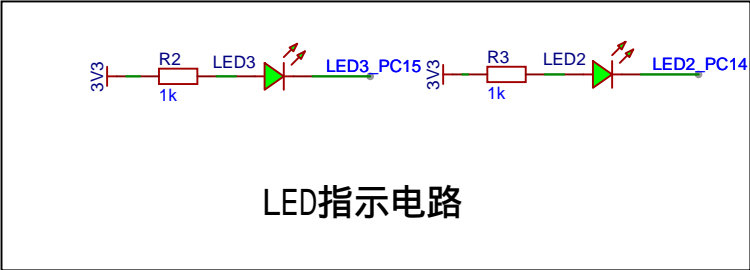 3V3
R2
1k
LED3
LED3_PC15
3V3
R3
1k
LED2
LED2_PC14
LED指示电路